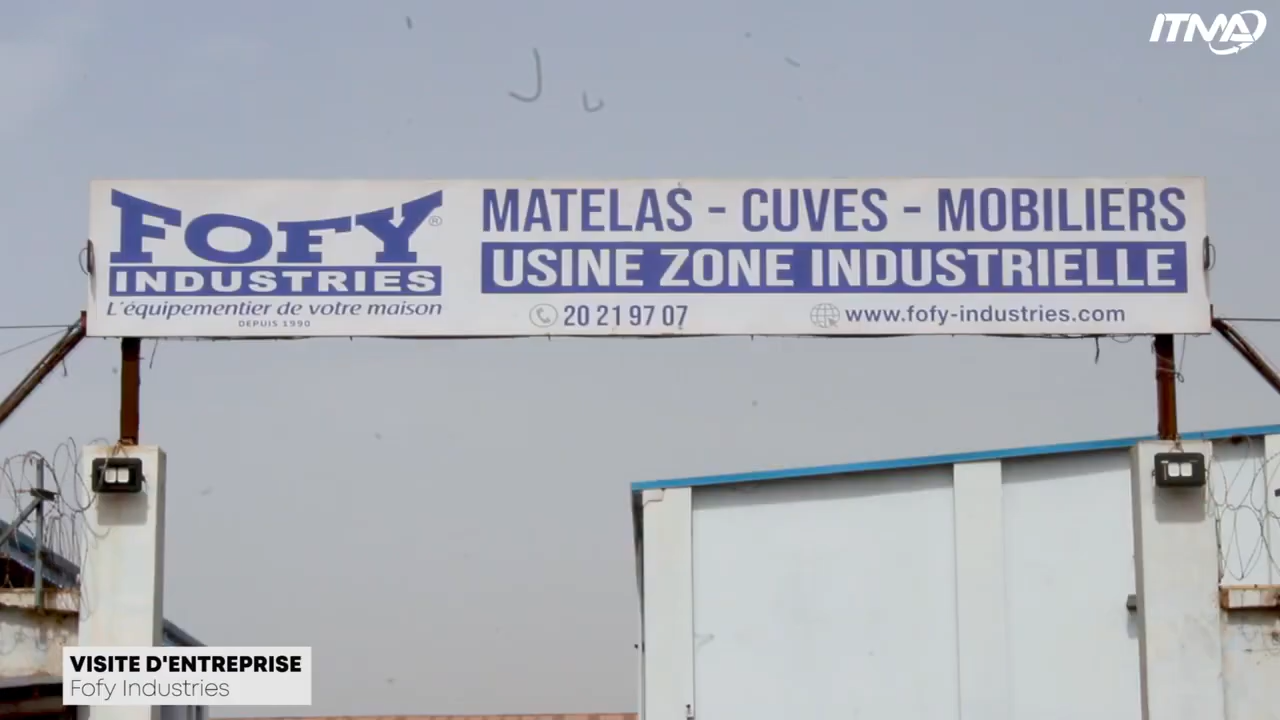 ITMA
FOFY®
INDUSTRIES
L'équipementier de votre maison
DEPUIS 1990
MATELAS - CUVES - MOBILIERS
USINE ZONE INDUSTRIELLE
20 21 97 07
www.fofy-industries.com
VISITE D'ENTREPRISE
Fofy Industries